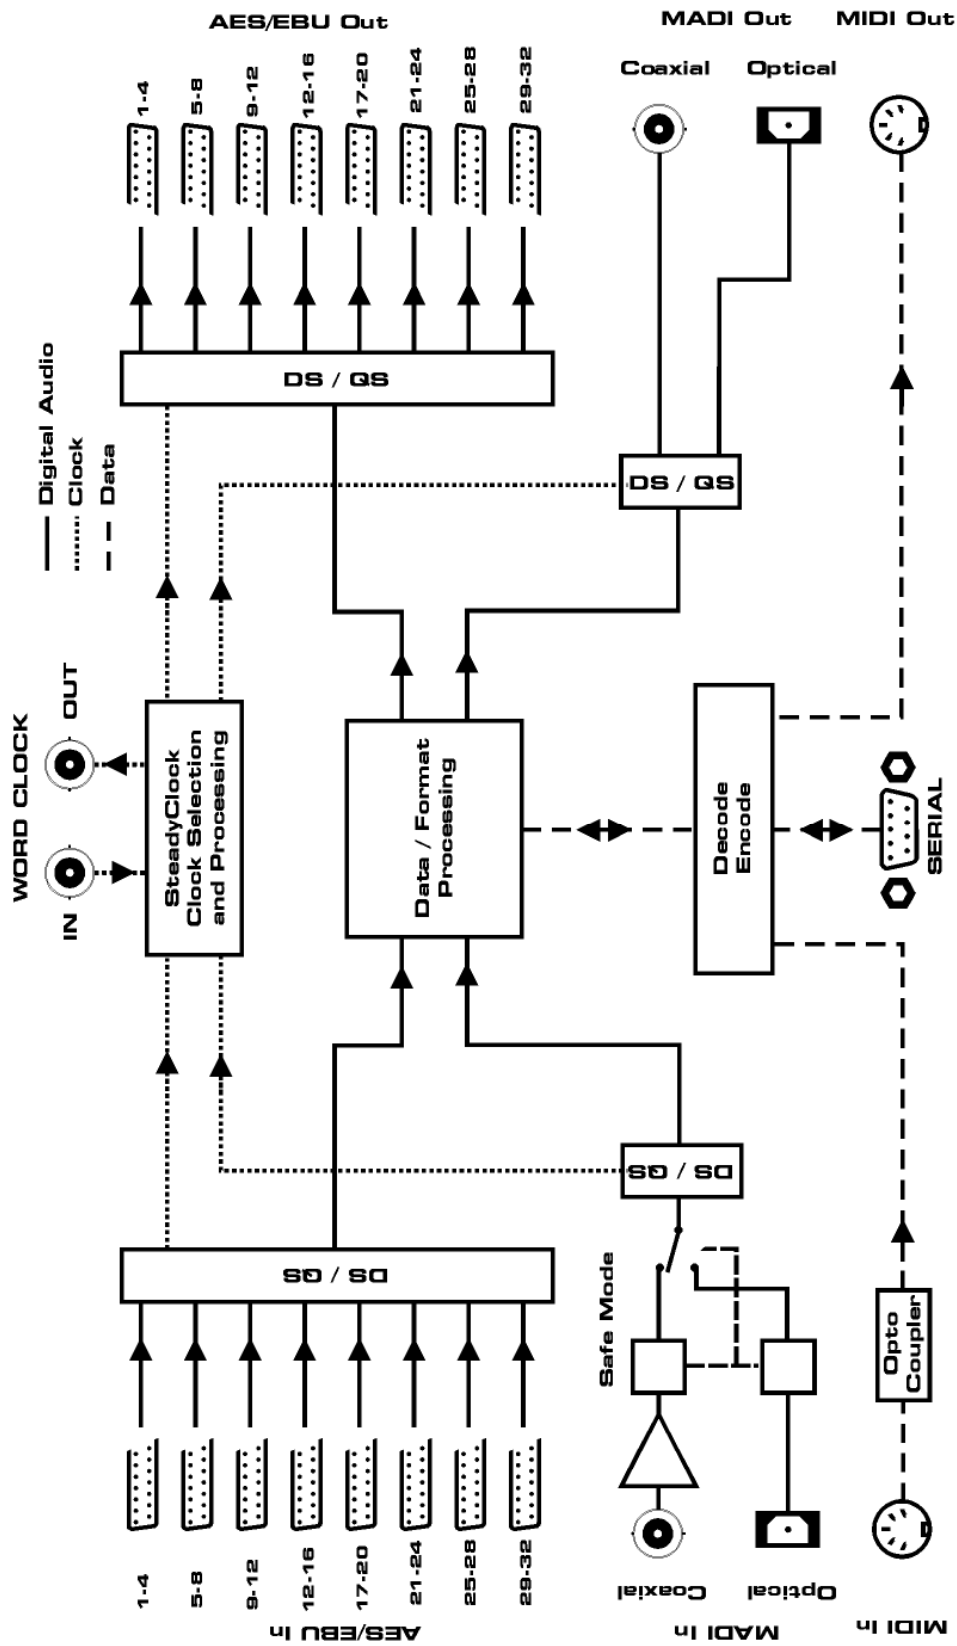 AES/EBU Out
MADI Out
MIDI Out
Coaxial
Optical
1-4
5-8
9-12
12-16
17-20
21-24
25-28
29-32
Digital Audio
Clock
Data
DS / QS
DS / QS
WORD CLOCK
IN
OUT
SteadyClock
Clock Selection
and Processing
Data / Format
Processing
Decode
Encode
SERIAL
DS / QS
DS / QS
Safe Mode
Opto
Coupler
1-4
5-8
9-12
12-16
17-20
21-24
25-28
29-32
Coaxial
Optical
AES/EBU In
MADI In
MIDI In